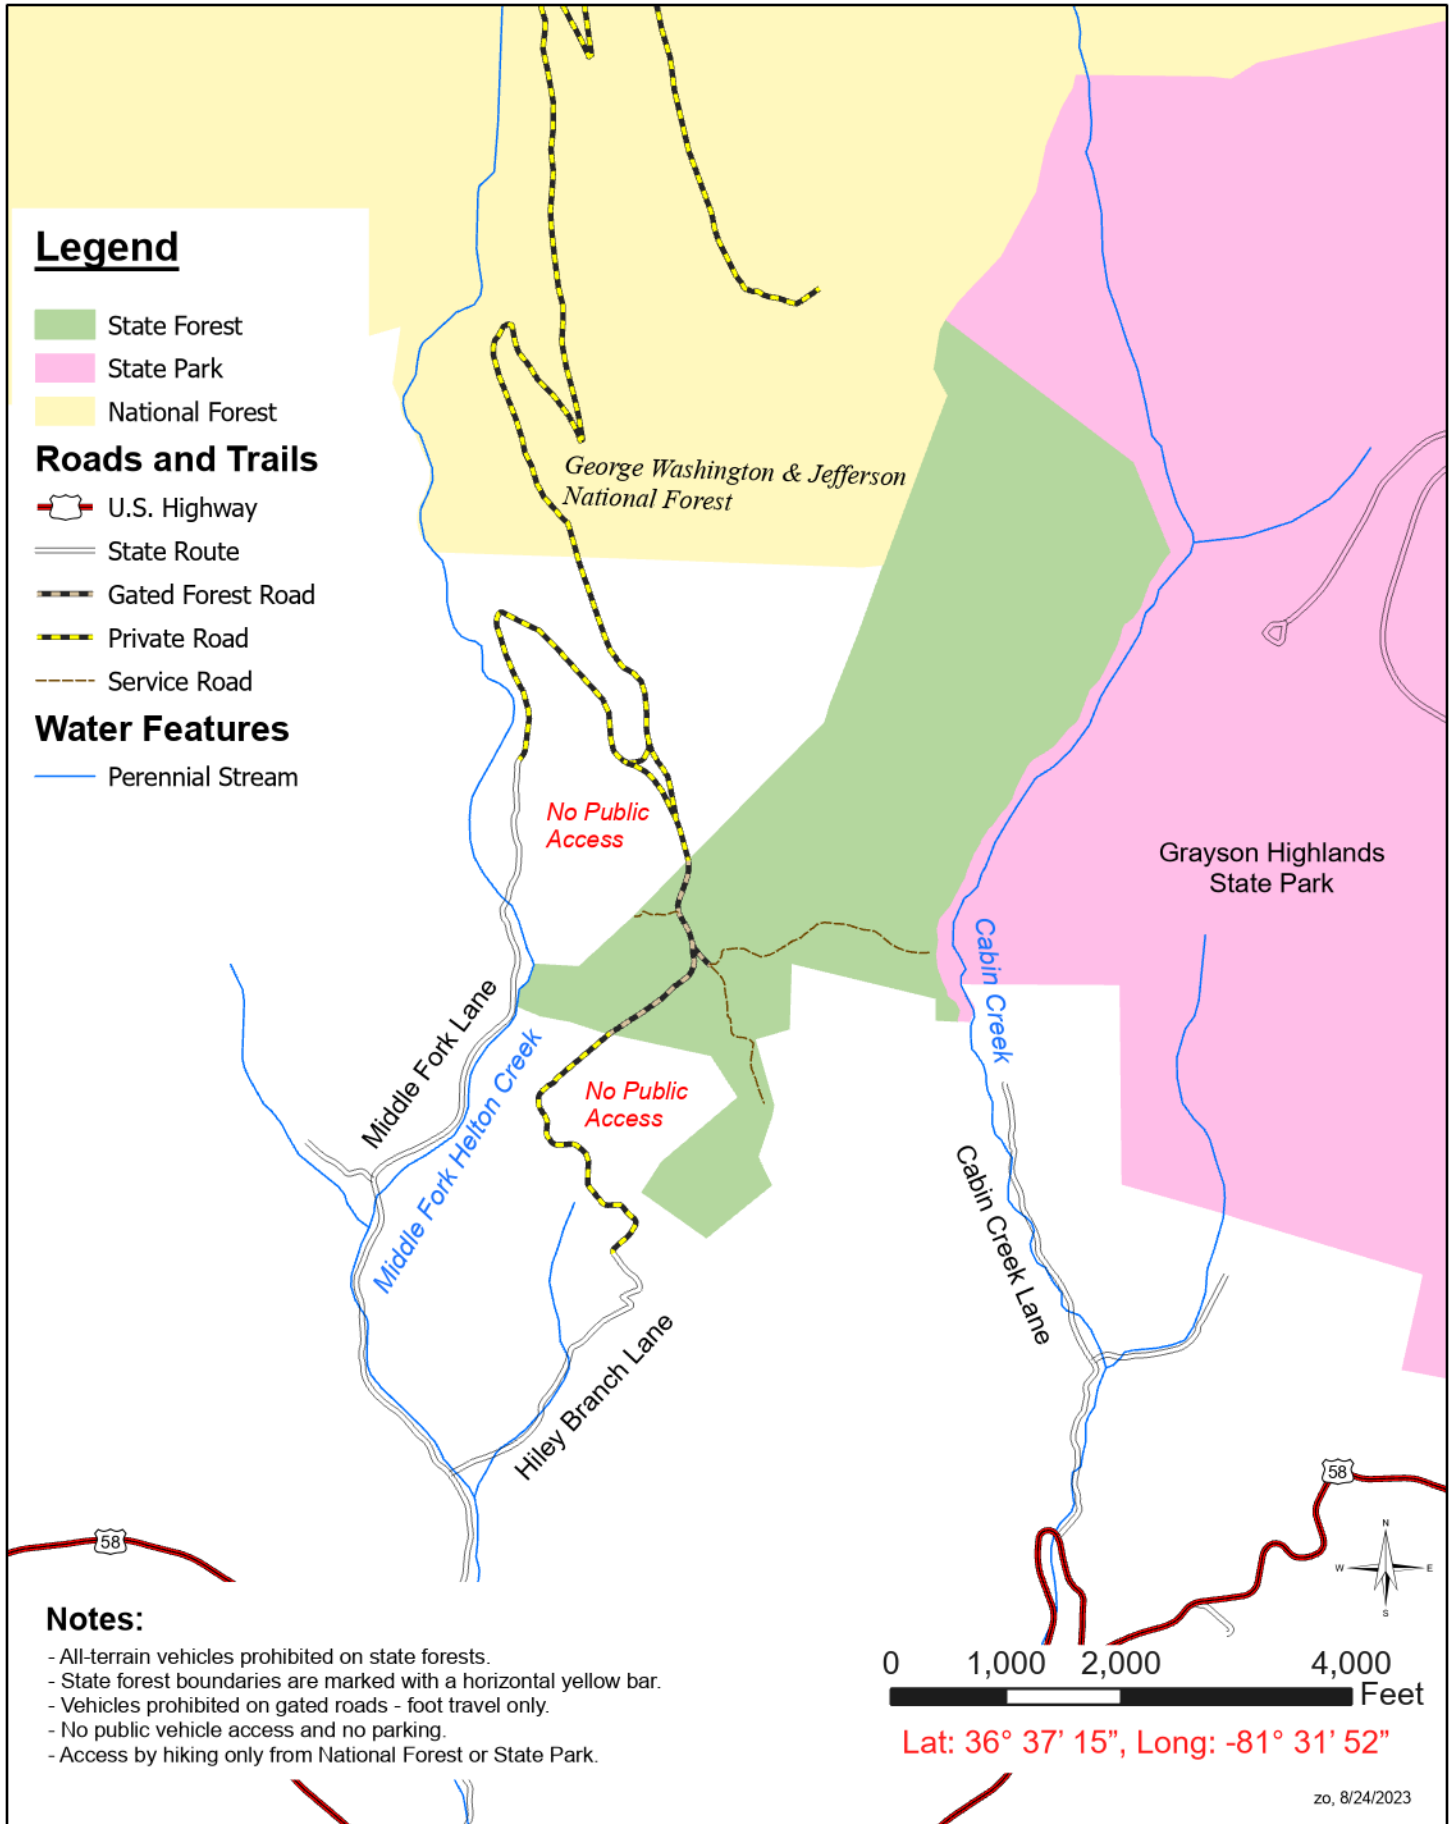 Legend
State Forest
State Park
National Forest
Roads and Trails
U.S. Highway
State Route
Gated Forest Road
Private Road
Service Road
Water Features
Perennial Stream
George Washington & Jefferson
National Forest
No Public
Access
Grayson Highlands
State Park
Cabin Creek
Middle Fork Lane
Middle Fork Helton Creek
No Public
Access
Cabin Creek Lane
Hiley Branch Lane
58
58
N
W
E
S
Notes:
- All-terrain vehicles prohibited on state forests.
- State forest boundaries are marked with a horizontal yellow bar.
- Vehicles prohibited on gated roads - foot travel only.
- No public vehicle access and no parking.
- Access by hiking only from National Forest or State Park.
0 1,000 2,000 4,000
Feet
Lat: 36° 37’ 15”, Long: -81° 31’ 52”
zo, 8/24/2023